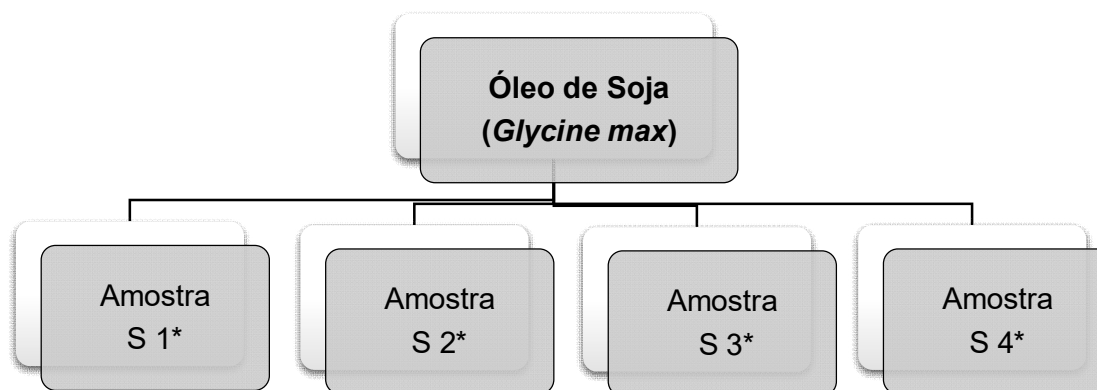 Óleo de Soja
(Glycine max)
Amostra
S 1*
Amostra
S 2*
Amostra
S 3*
Amostra
S 4*